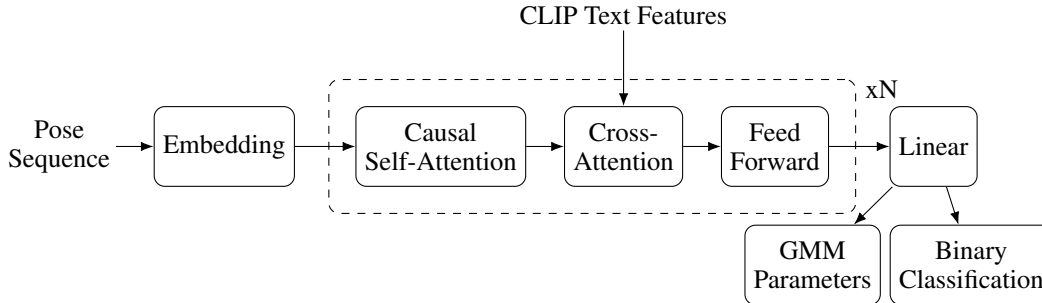 CLIP Text Features
xN
Pose
Sequence
Embedding
Causal
Self-Attention
Cross-
Attention
Feed
Forward
Linear
GMM
Parameters
Binary
Classification